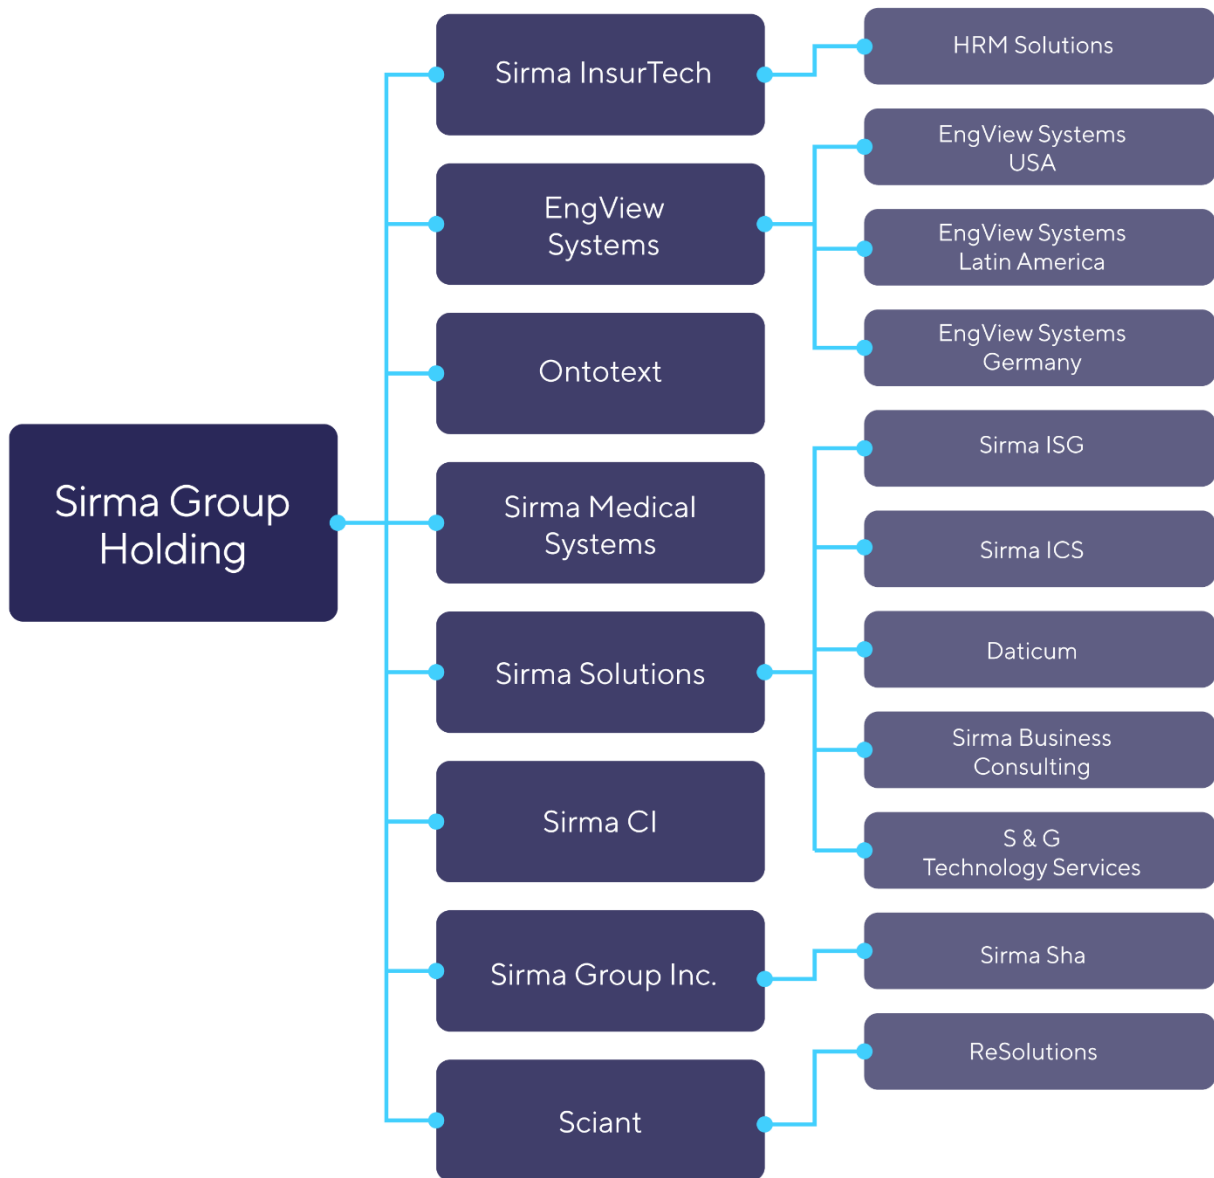 Sirma Group
Holding
Sirma InsurTech
EngView
Systems
Ontotext
Sirma Medical
Systems
Sirma Solutions
Sirma CI
Sirma Group Inc.
Sciant
HRM Solutions
EngView Systems
USA
EngView Systems
Latin America
EngView Systems
Germany
Sirma ISG
Sirma ICS
Daticum
Sirma Business
Consulting
S & G
Technology Services
Sirma Sha
ReSolutions